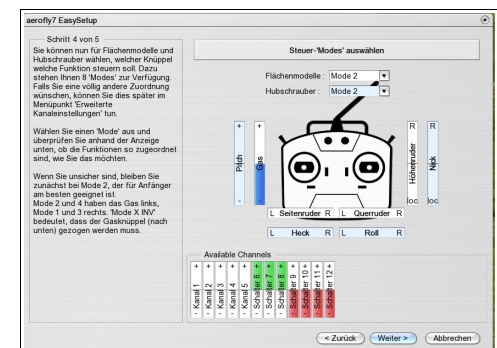 aerofly7 EasySetup
Schritt 4 von 5
Sie können nun für Flächenmodelle und
Hubschrauber wählen, welcher Knüppel
welche Funktion steuern soll. Dazu
stehen Ihnen 8 'Modes' zur Verfügung.
Falls Sie eine völlig andere Zuordnung
wünschen, können Sie dies später im
Menüpunkt 'Erweiterte
Kanaleinstellungen' tun.
Wählen Sie einen 'Mode' aus und
überprüfen Sie anhand der Anzeige
unten, ob die Funktionen so zugeordnet
sind, wie Sie das möchten.
Wenn Sie unsicher sind, bleiben Sie
zunächst bei Mode 2, der für Anfänger
am besten geeignet ist.
Mode 2 und 4 haben das Gas links,
Mode 1 und 3 rechts. 'Mode X INV'
bedeutet, dass der Gasknüppel (nach
unten) gezogen werden muss.
Steuer-'Modes' auswählen
Flächenmodelle : Mode 2
Hubschrauber : Mode 2
- Pitch +
- Gas +
loc Höhenruder R
loc Nick R
L Seitenruder R
L Querruder R
L Heck R
L Roll R
Available Channels
- Kanal 1 +
- Kanal 2 +
- Kanal 3 +
- Kanal 4 +
- Kanal 5 +
- Schalter 6 +
- Schalter 7 +
- Schalter 8 +
- Schalter 9 +
- Schalter 10 +
- Schalter 11 +
- Schalter 12 +
< Zurück
Weiter >
Abbrechen